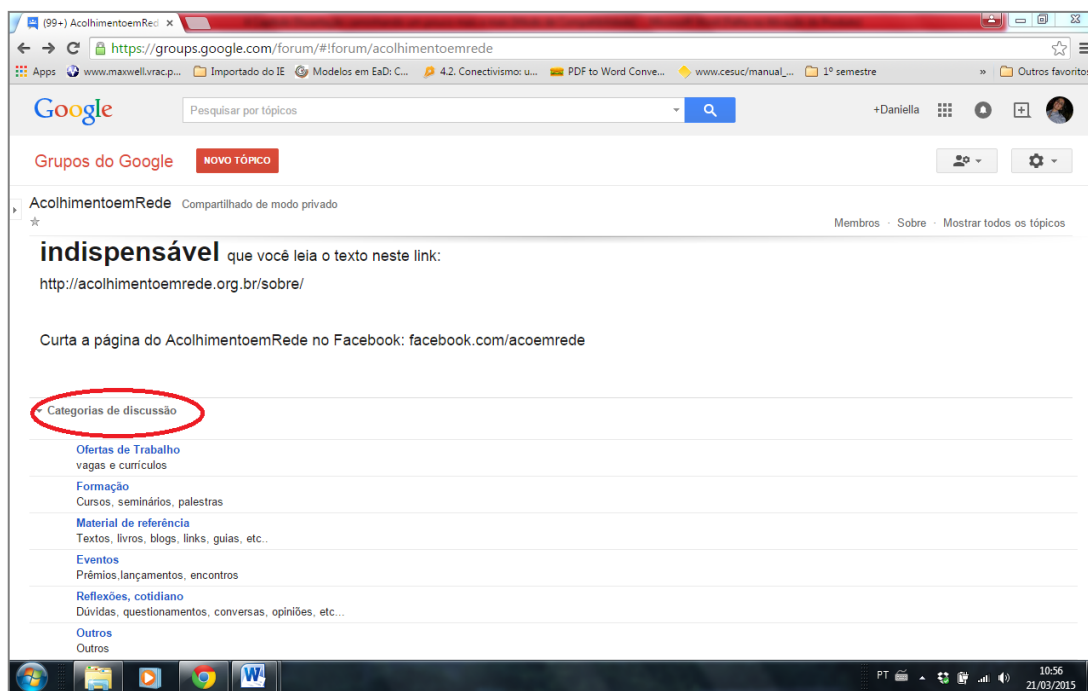 (99+) AcolhimentoemRed ×
https://groups.google.com/forum/#!forum/acolhimentoemrede
Apps www.maxwell.vrac.p... Importado do IE Modelos em EaD: C... 4.2. Conectivismo: u... PDF to Word Conve... www.cesuc/manual_... 1º semestre » Outros favoritos
Google Pesquisar por tópicos +Daniella
Grupos do Google NOVO TÓPICO
AcolhimentoemRede Compartilhado de modo privado
Membros · Sobre · Mostrar todos os tópicos
indispensável que você leia o texto neste link:
http://acolhimentoemrede.org.br/sobre/
Curta a página do AcolhimentoemRede no Facebook: facebook.com/acoemrede
Categorias de discussão
Ofertas de Trabalho
vagas e currículos
Formação
Cursos, seminários, palestras
Material de referência
Textos, livros, blogs, links, guias, etc..
Eventos
Prêmios,lançamentos, encontros
Reflexões, cotidiano
Dúvidas, questionamentos, conversas, opiniões, etc...
Outros
Outros
PT 10:56
21/03/2015